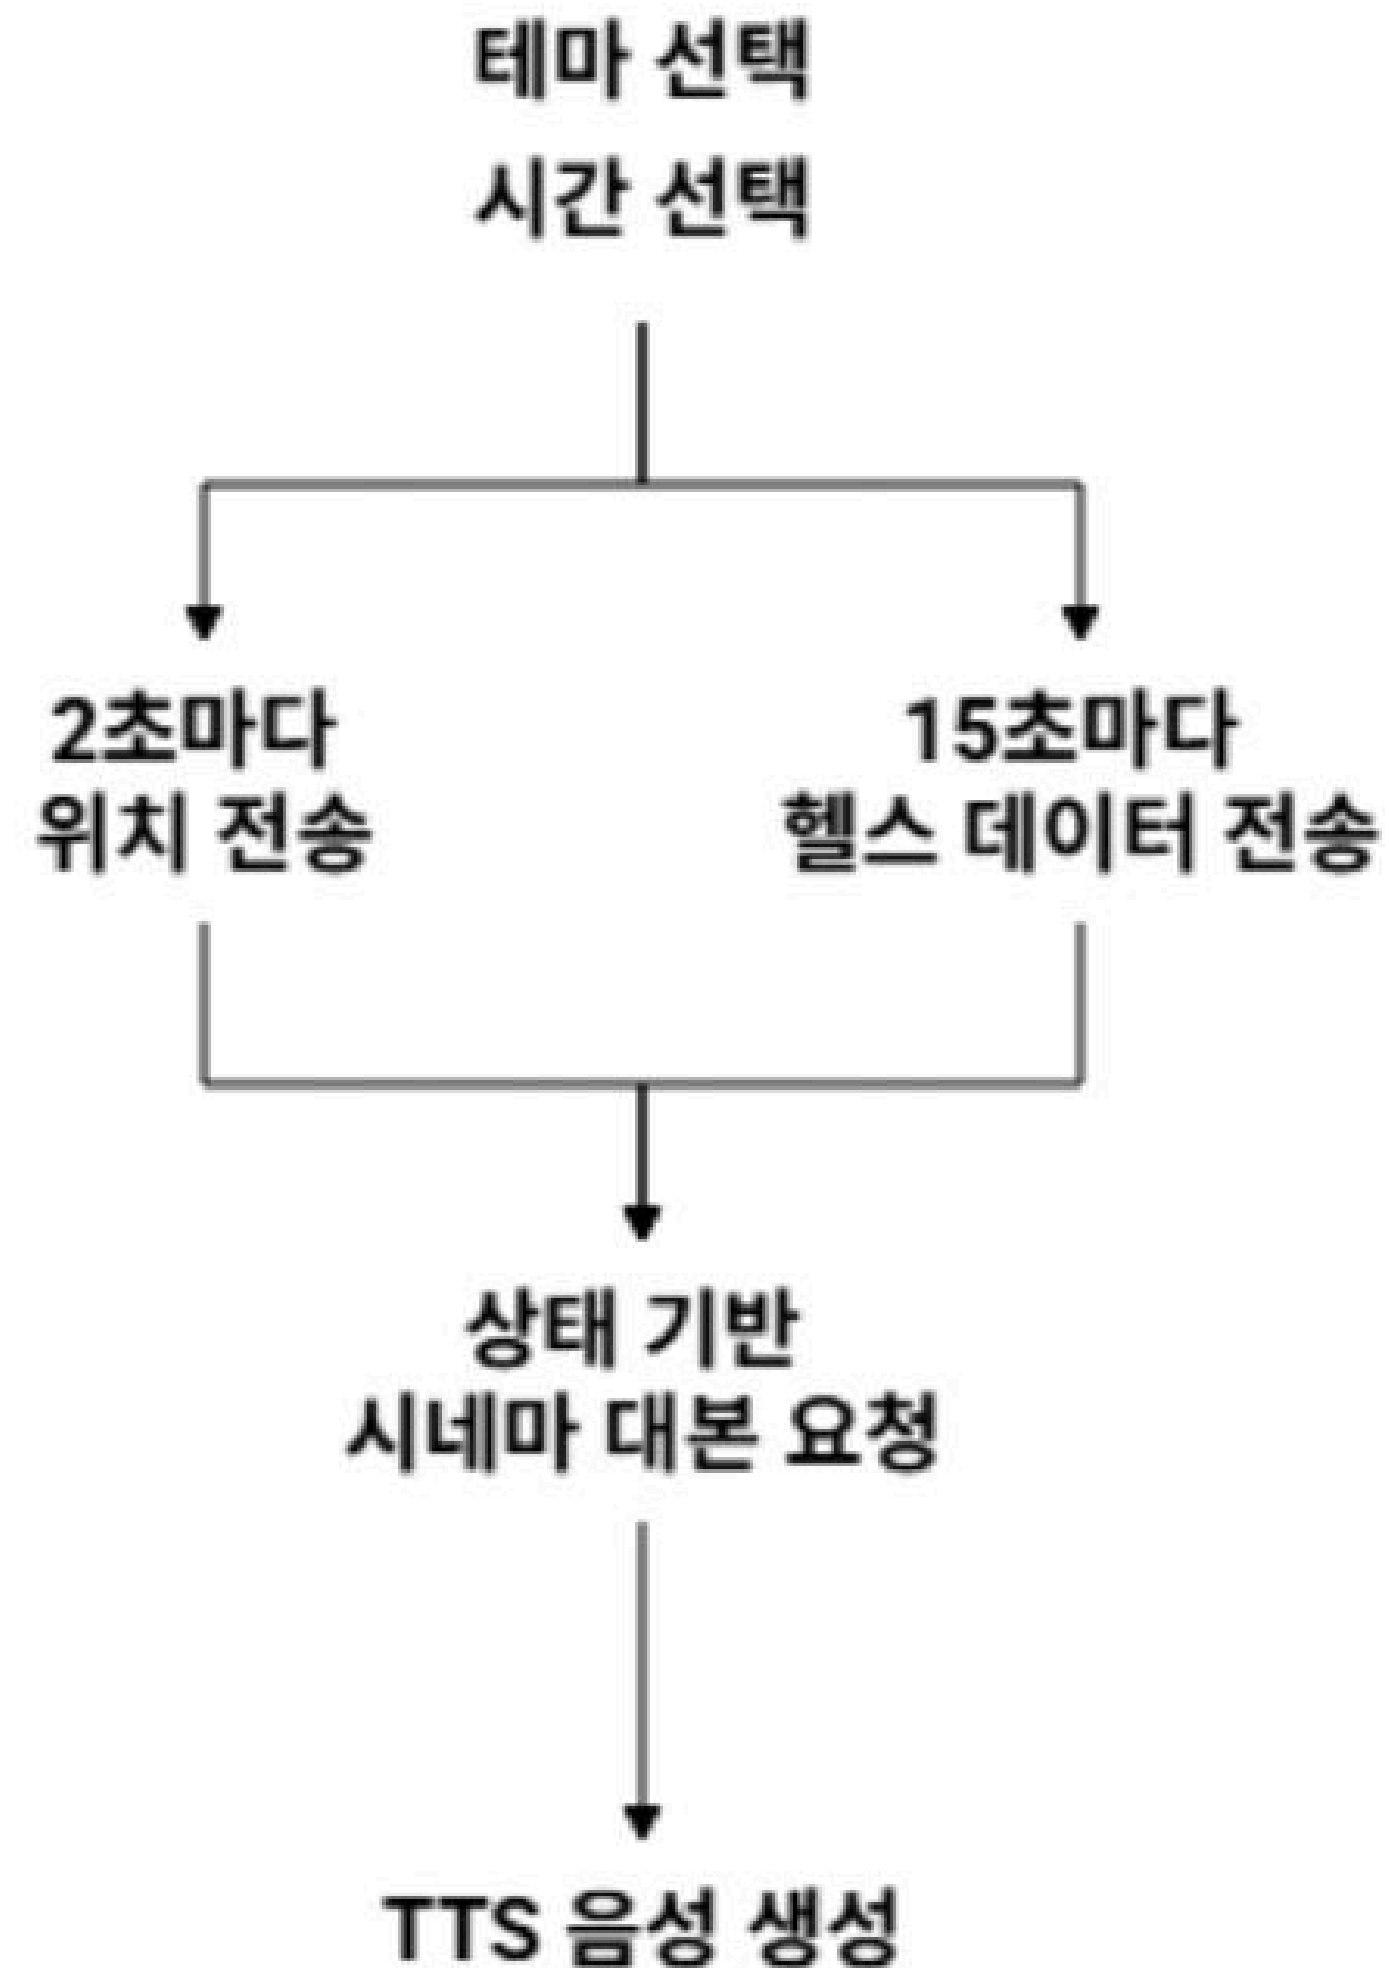 테마 선택
시간 선택
2초마다
위치 전송
15초마다
헬스 데이터 전송
상태 기반
시네마 대본 요청
TTS 음성 생성